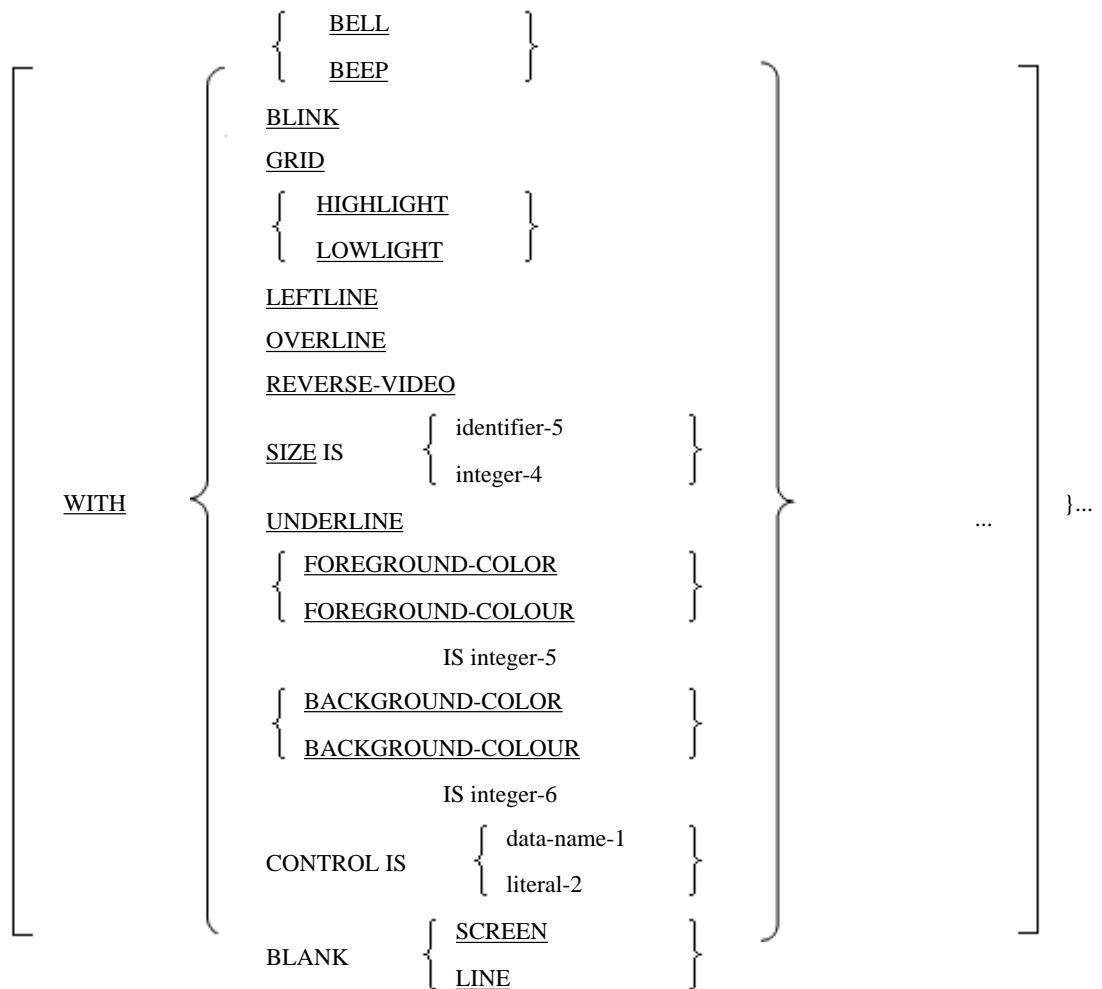 BELL
BEEP
BLINK
GRID
HIGHLIGHT
LOWLIGHT
LEFTLINE
OVERLINE
REVERSE-VIDEO
identifier-5
SIZE IS
integer-4
WITH
UNDERLINE
... }...
FOREGROUND-COLOR
FOREGROUND-COLOUR
IS integer-5
BACKGROUND-COLOR
BACKGROUND-COLOUR
IS integer-6
data-name-1
CONTROL IS
literal-2
SCREEN
BLANK
LINE